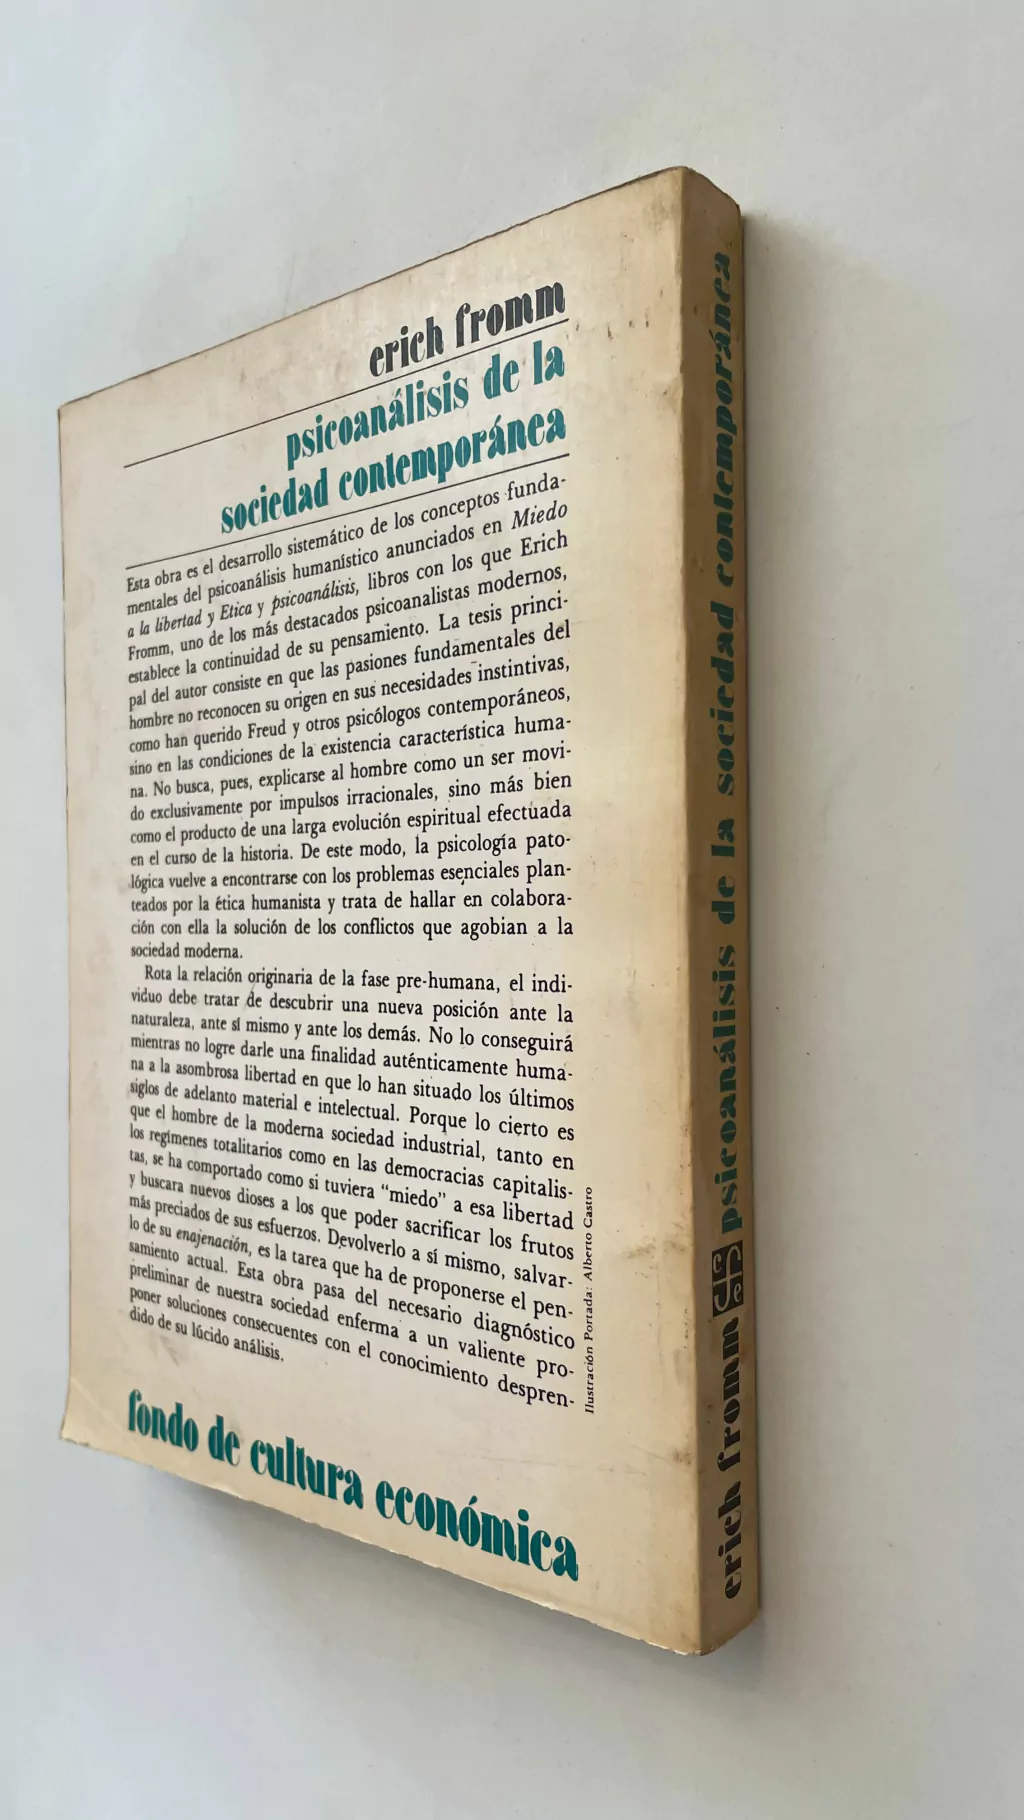 erich fromm
psicoanálisis de la
sociedad contemporánea
Esta obra es el desarrollo sistemático de los conceptos funda-
mentales del psicoanálisis humanístico anunciados en Miedo
a la libertad y Etica y psicoanálisis, libros con los que Erich
Fromm, uno de los más destacados psicoanalistas modernos,
establece la continuidad de su pensamiento. La tesis princi-
pal del autor consiste en que las pasiones fundamentales del
hombre no reconocen su origen en sus necesidades instintivas,
como han querido Freud y otros psicólogos contemporáneos,
sino en las condiciones de la existencia característica huma-
na. No busca, pues, explicarse al hombre como un ser movi-
do exclusivamente por impulsos irracionales, sino más bien
como el producto de una larga evolución espiritual efectuada
en el curso de la historia. De este modo, la psicología pato-
lógica vuelve a encontrarse con los problemas esenciales plan-
teados por la ética humanista y trata de hallar en colabora-
ción con ella la solución de los conflictos que agobian a la
sociedad moderna.
Rota la relación originaria de la fase pre-humana, el indi-
viduo debe tratar de descubrir una nueva posición ante la
naturaleza, ante sí mismo y ante los demás. No lo conseguirá
mientras no logre darle una finalidad auténticamente huma-
na a la asombrosa libertad en que lo han situado los últimos
siglos de adelanto material e intelectual. Porque lo cierto es
que el hombre de la moderna sociedad industrial, tanto en
los regímenes totalitarios como en las democracias capitalis-
tas, se ha comportado como si tuviera "miedo" a esa libertad
y buscara nuevos dioses a los que poder sacrificar los frutos
más preciados de sus esfuerzos. Devolverlo a sí mismo, salvar-
lo de su enajenación, es la tarea que ha de proponerse el pen-
samiento actual. Esta obra pasa del necesario diagnóstico
preliminar de nuestra sociedad enferma a un valiente pro-
poner soluciones consecuentes con el conocimiento despren-
dido de su lúcido análisis.
Ilustración Portada: Alberto Castro
fondo de cultura económica
erich fromm FCE psicoanálisis de la sociedad contemporánea